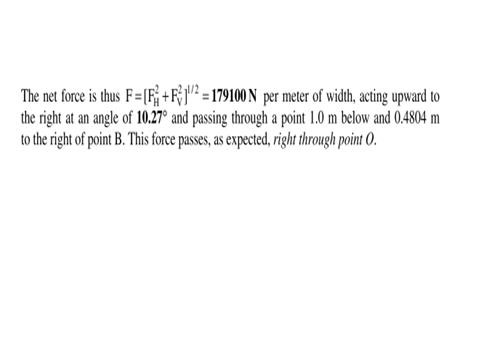 The net force is thus F=[F_H^2+F_V^2]^1/2 = 179100 N per meter of width, acting upward to
the right at an angle of 10.27° and passing through a point 1.0 m below and 0.4804 m
to the right of point B. This force passes, as expected, right through point O.